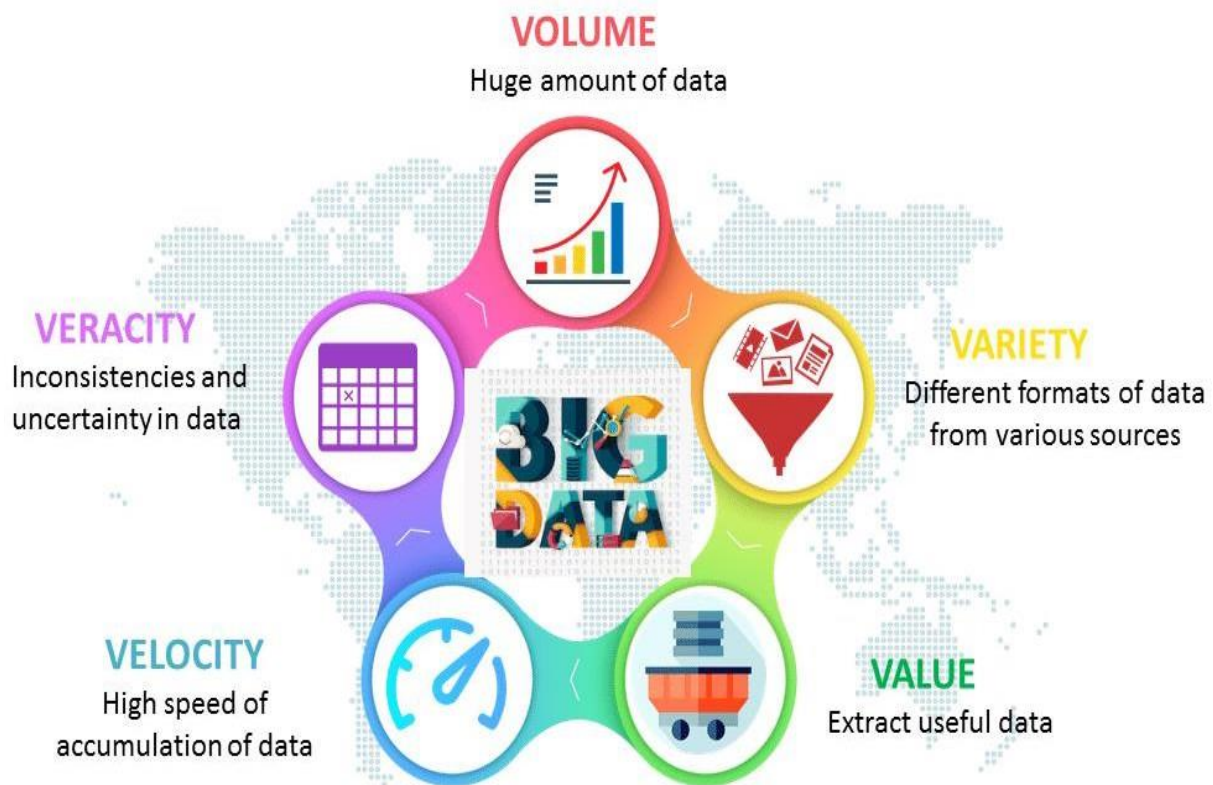 VOLUME
Huge amount of data
VARIETY
Different formats of data
from various sources
VALUE
Extract useful data
VELOCITY
High speed of
accumulation of data
VERACITY
Inconsistencies and
uncertainty in data
BIG
DATA